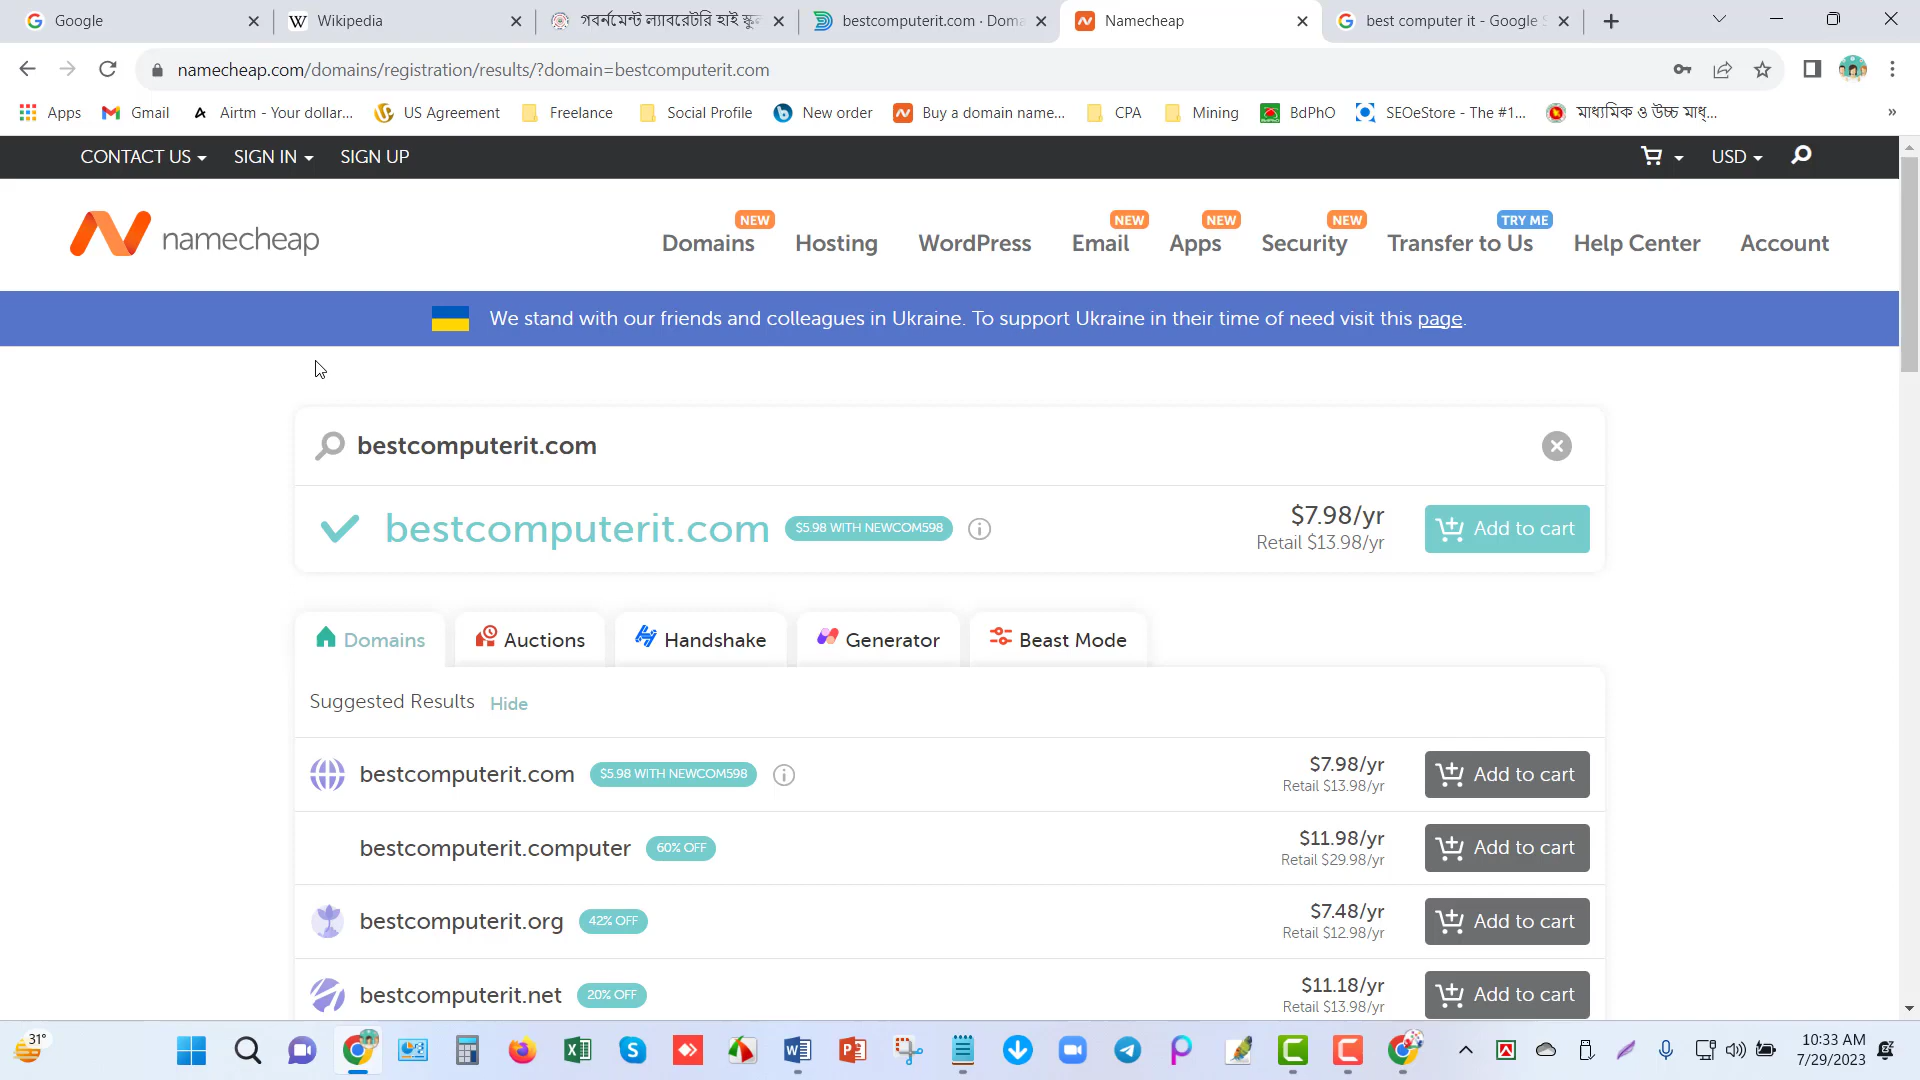 Google
Wikipedia
গবর্নমেন্ট ল্যাবরেটরি হাই স্কুল
bestcomputerit.com · Doma
Namecheap
best computer it - Google S
namecheap.com/domains/registration/results/?domain=bestcomputerit.com
Apps
Gmail
Airtm - Your dollar...
US Agreement
Freelance
Social Profile
New order
Buy a domain name...
CPA
Mining
BdPhO
SEOeStore - The #1...
মাধ্যমিক ও উচ্চ মাধ্...
»
CONTACT US
SIGN IN
SIGN UP
USD
namecheap
NEW
Domains
Hosting
WordPress
NEW
Email
NEW
Apps
NEW
Security
TRY ME
Transfer to Us
Help Center
Account
We stand with our friends and colleagues in Ukraine. To support Ukraine in their time of need visit this page.
bestcomputerit.com
bestcomputerit.com
$5.98 WITH NEWCOM598
$7.98/yr
Retail $13.98/yr
Add to cart
Domains
Auctions
Handshake
Generator
Beast Mode
Suggested Results
Hide
bestcomputerit.com
$5.98 WITH NEWCOM598
$7.98/yr
Retail $13.98/yr
Add to cart
bestcomputerit.computer
60% OFF
$11.98/yr
Retail $29.98/yr
Add to cart
bestcomputerit.org
42% OFF
$7.48/yr
Retail $12.98/yr
Add to cart
bestcomputerit.net
20% OFF
$11.18/yr
Retail $13.98/yr
Add to cart
31°
10:33 AM
7/29/2023